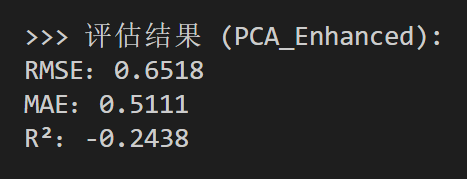 >>> 评估结果 (PCA_Enhanced):
RMSE: 0.6518
MAE: 0.5111
R²: -0.2438